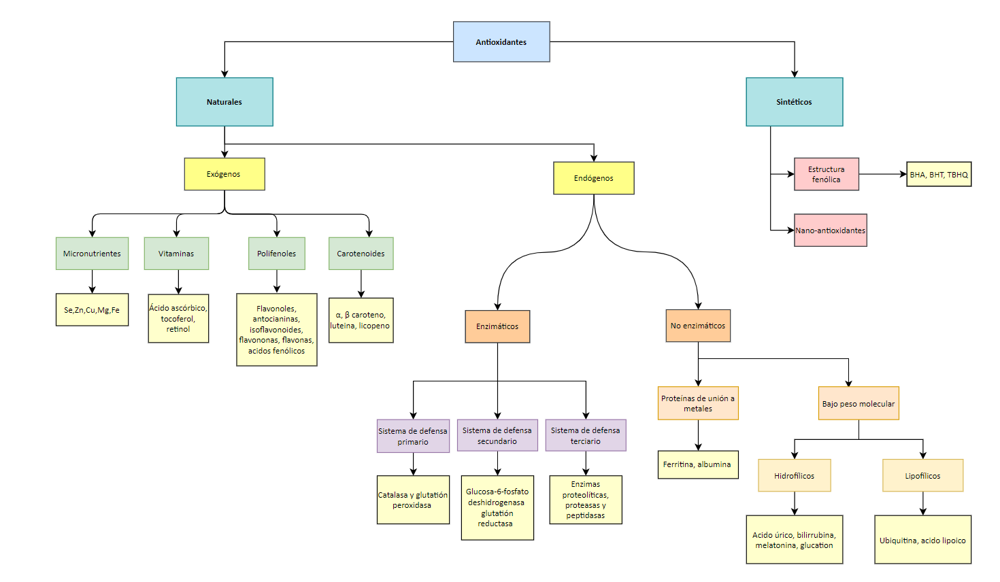 Antioxidantes
Naturales
Sintéticos
Exógenos
Endógenos
Estructura
fenólica
BHA, BHT, TBHQ
Nano-antioxidantes
Micronutrientes
Vitaminas
Polifenoles
Carotenoides
Se,Zn,Cu,Mg,Fe
Ácido ascórbico,
tocoferol,
retinol
Flavonoles,
antocianinas,
isoflavonoides,
flavononas, flavonas,
acidos fenólicos
α, β caroteno,
luteina, licopeno
Enzimáticos
No enzimáticos
Proteínas de unión a
metales
Bajo peso molecular
Sistema de defensa
primario
Sistema de defensa
secundario
Sistema de defensa
terciario
Ferritina, albumina
Hidrofílicos
Lipofílicos
Catalasa y glutatión
peroxidasa
Glucosa-6-fosfato
deshidrogenasa
glutatión
reductasa
Enzimas
proteolíticas,
proteasas y
peptidasas
Acido úrico, bilirrubina,
melatonina, glucation
Ubiquitina, acido lipoico